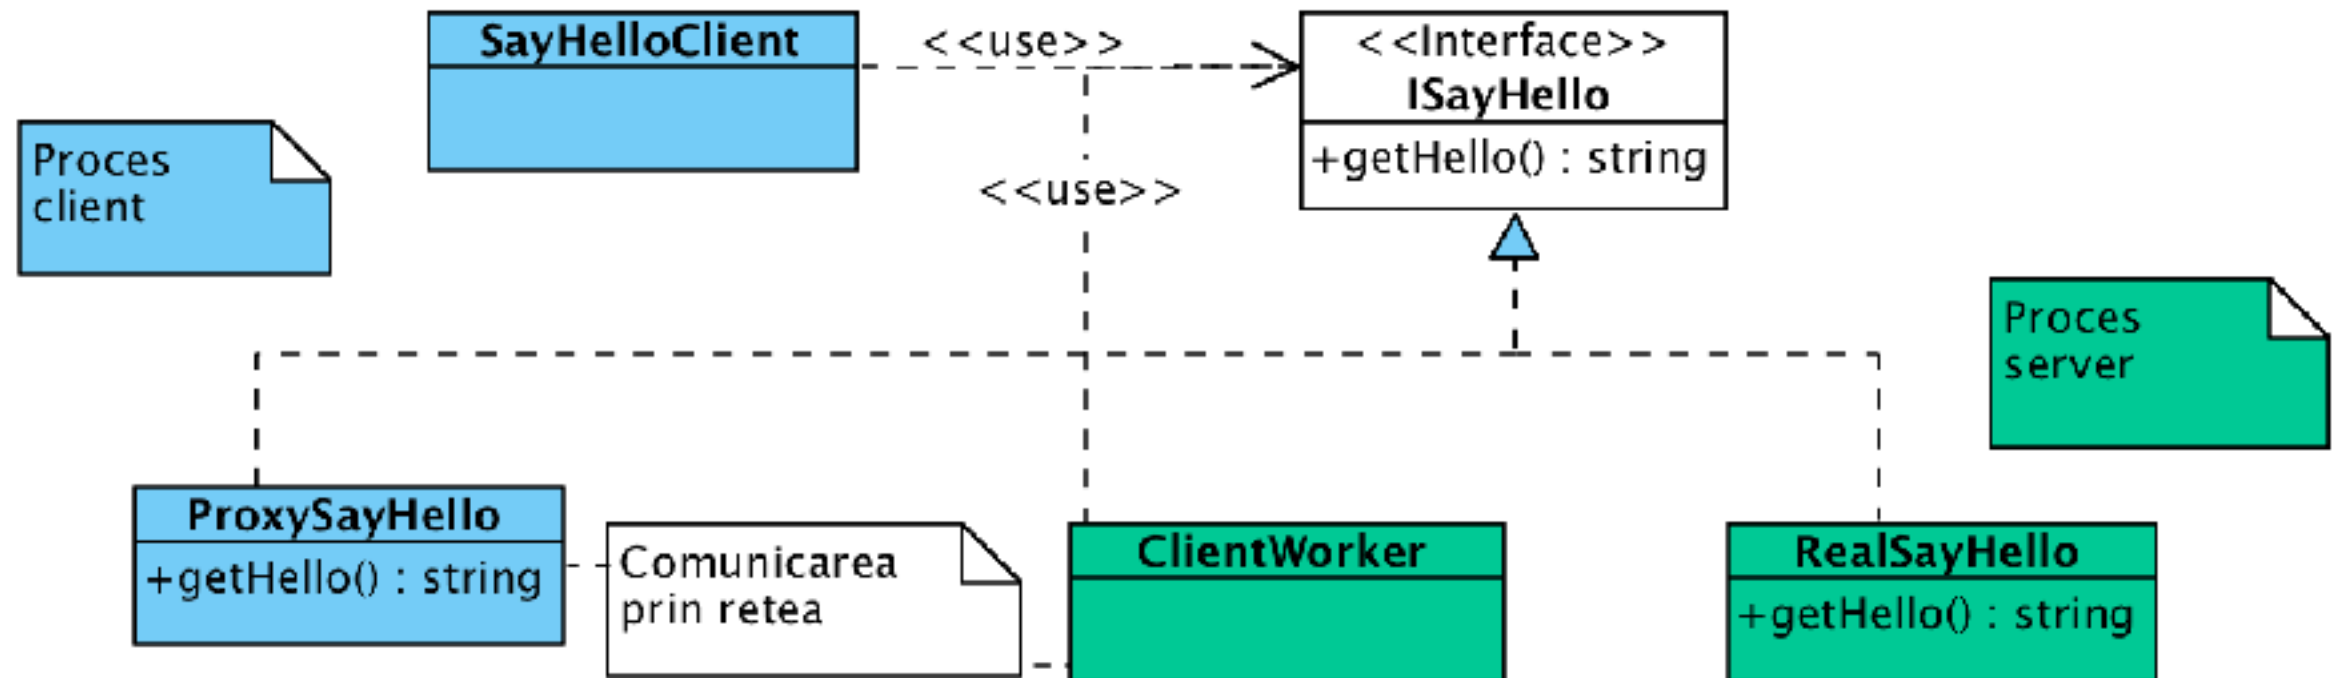 SayHelloClient
<<use>>
<<Interface>>
ISayHello
+getHello() : string
Proces
client
<<use>>
Proces
server
ProxySayHello
+getHello() : string
Comunicarea
prin retea
ClientWorker
RealSayHello
+getHello() : string